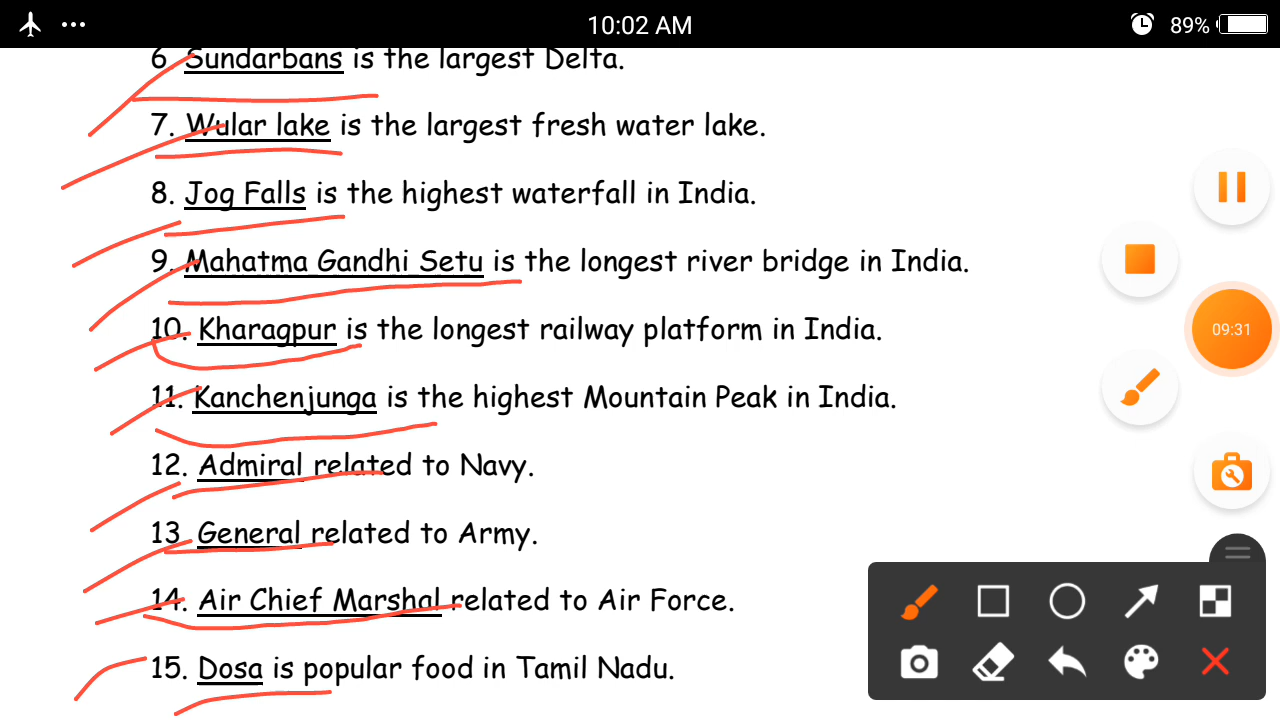 10:02 AM
89%
6 Sundarbans is the largest Delta.
7. Wular lake is the largest fresh water lake.
8. Jog Falls is the highest waterfall in India.
9. Mahatma Gandhi Setu is the longest river bridge in India.
10. Kharagpur is the longest railway platform in India.
09:31
11. Kanchenjunga is the highest Mountain Peak in India.
12. Admiral related to Navy.
13. General related to Army.
14. Air Chief Marshal related to Air Force.
15. Dosa is popular food in Tamil Nadu.